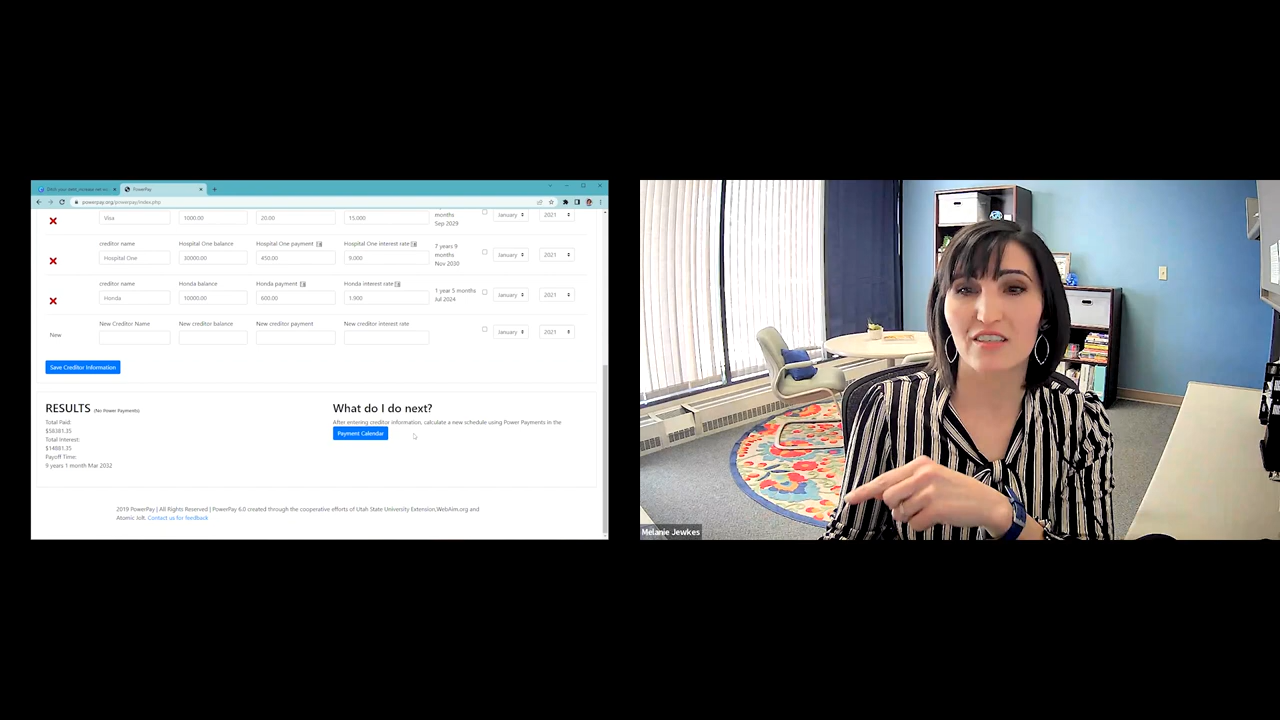 PowerPay
powerpay.org/powerpay/index.php
Visa 1000.00 20.00 15.000 months January 2021
Sep 2029
creditor name Hospital One balance Hospital One payment Hospital One interest rate 7 years 9
Hospital One 30000.00 450.00 9.000 months January 2021
Nov 2030
creditor name Honda balance Honda payment Honda interest rate
Honda 10000.00 600.00 1.900 1 year 5 months January 2021
Jul 2024
New Creditor Name New creditor balance New creditor payment New creditor interest rate
New January 2021
Save Creditor Information
RESULTS (No Power Payments)
Total Paid:
$58381.35
Total Interest:
$14881.35
Payoff Time:
9 years 1 month Mar 2032
What do I do next?
After entering creditor information, calculate a new schedule using Power Payments in the
Payment Calendar
2019 PowerPay | All Rights Reserved | PowerPay 6.0 created through the cooperative efforts of Utah State University Extension,WebAim.org and
Atomic Jolt. Contact us for feedback
Melanie Jewkes